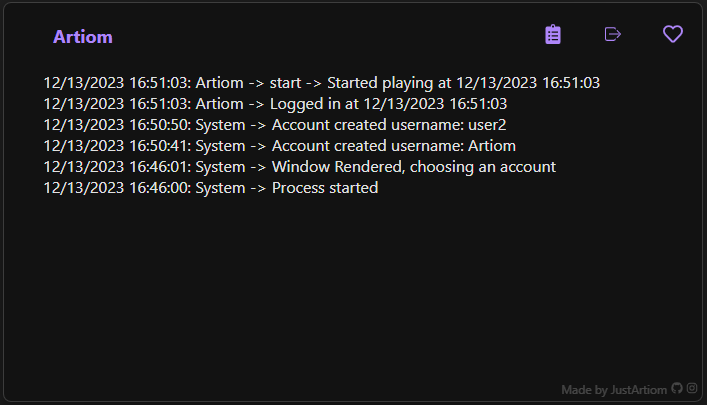 Artiom
12/13/2023 16:51:03: Artiom -> start -> Started playing at 12/13/2023 16:51:03
12/13/2023 16:51:03: Artiom -> Logged in at 12/13/2023 16:51:03
12/13/2023 16:50:50: System -> Account created username: user2
12/13/2023 16:50:41: System -> Account created username: Artiom
12/13/2023 16:46:01: System -> Window Rendered, choosing an account
12/13/2023 16:46:00: System -> Process started
Made by JustArtiom